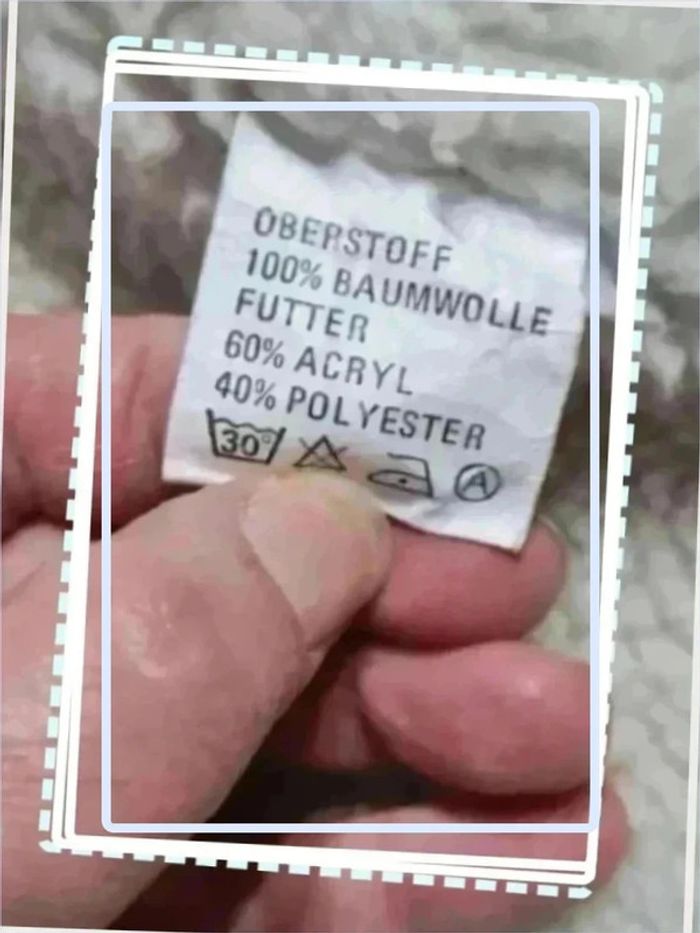 OBERSTOFF
100% BAUMWOLLE
FUTTER
60% ACRYL
40% POLYESTER
30° A